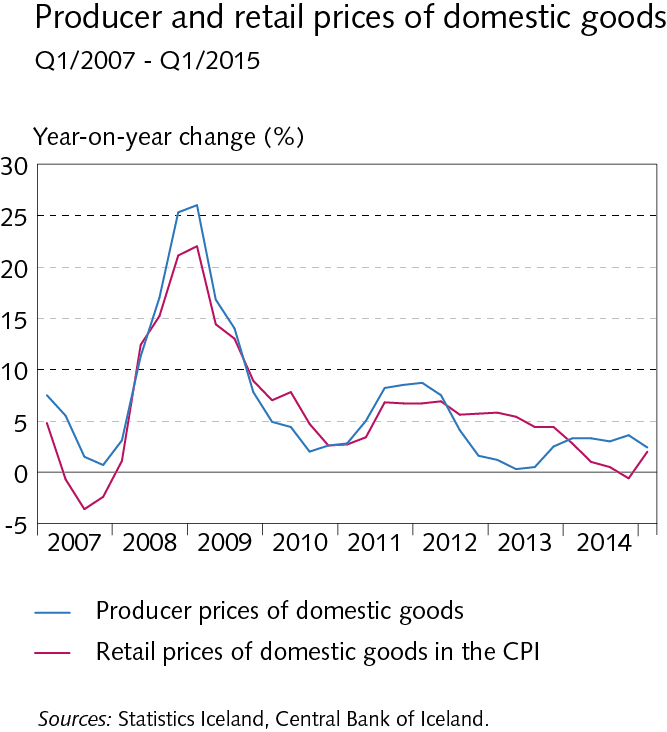 Producer and retail prices of domestic goods
Q1/2007 - Q1/2015
Year-on-year change (%)
30
25
20
15
10
5
0
-5
2007 2008 2009 2010 2011 2012 2013 2014
Producer prices of domestic goods
Retail prices of domestic goods in the CPI
Sources: Statistics Iceland, Central Bank of Iceland.